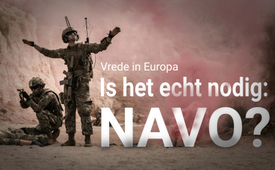 Vrede in Europa
Is het echt nodig:
NAVO?